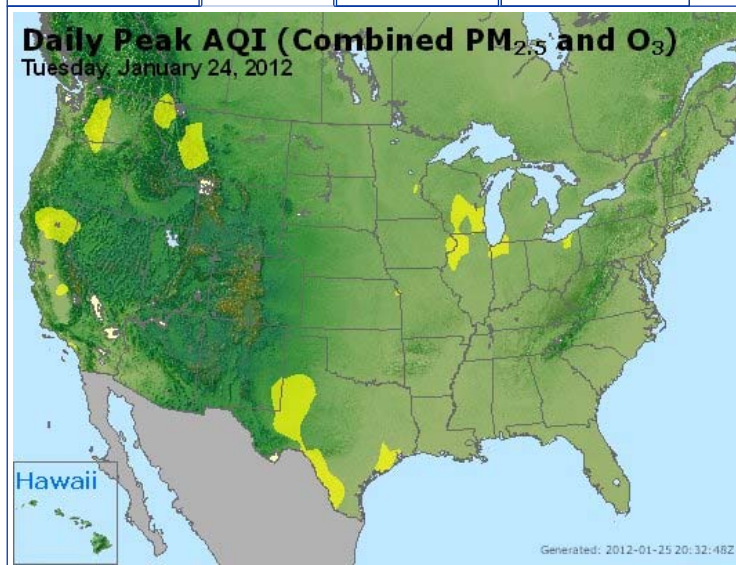 Daily Peak AQI (Combined PM2.5 and O3)
Tuesday, January 24, 2012
Hawaii
Generated: 2012-01-25 20:32:48Z